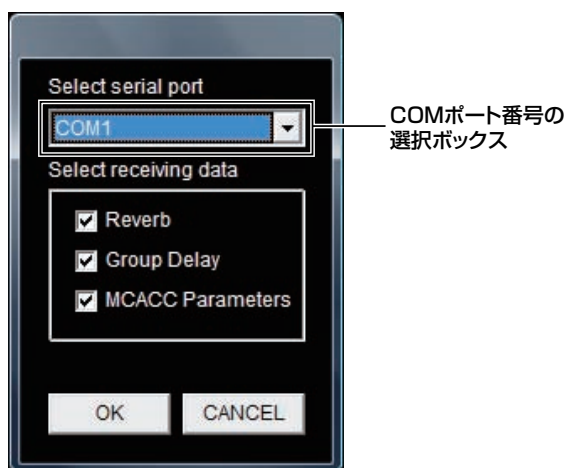 Select serial port
COM1
COMポート番号の
選択ボックス
Select receiving data
Reverb
Group Delay
MCACC Parameters
OK
CANCEL